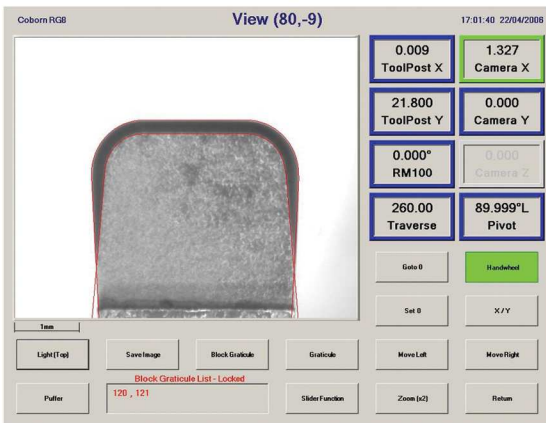 Coborn RG8
View (80,-9)
17:01:40 22/04/2006
0.009
ToolPost X
1.327
Camera X
21.800
ToolPost Y
0.000
Camera Y
0.000°
RM100
0.000
Camera Z
260.00
Traverse
89.999°L
Pivot
Goto 0
Handwheel
Set 0
X / Y
1mm
Light (Top)
Save Image
Block Graticule
Graticule
Move Left
Move Right
Block Graticule List - Locked
120 , 121
Puffer
Slider Function
Zoom (x2)
Return